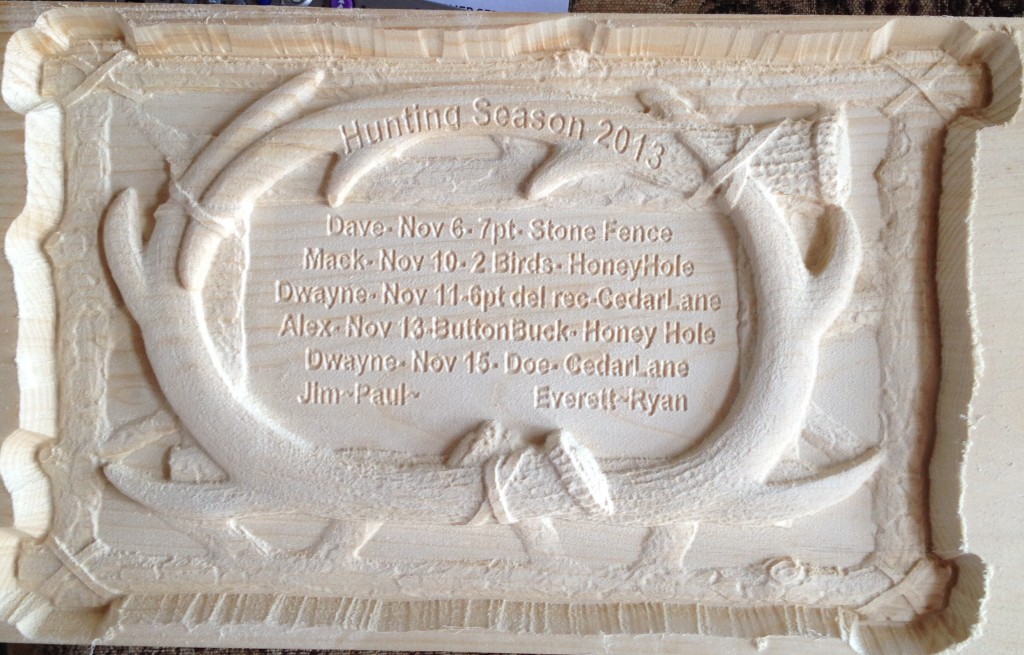 Hunting Season 2013
Dave- Nov 6- 7pt- Stone Fence
Mack- Nov 10- 2 Birds- HoneyHole
Dwayne- Nov 11-6pt del rec-CedarLane
Alex- Nov 13-ButtonBuck- Honey Hole
Dwayne- Nov 15- Doe- CedarLane
Jim~Paul~ Everett~Ryan